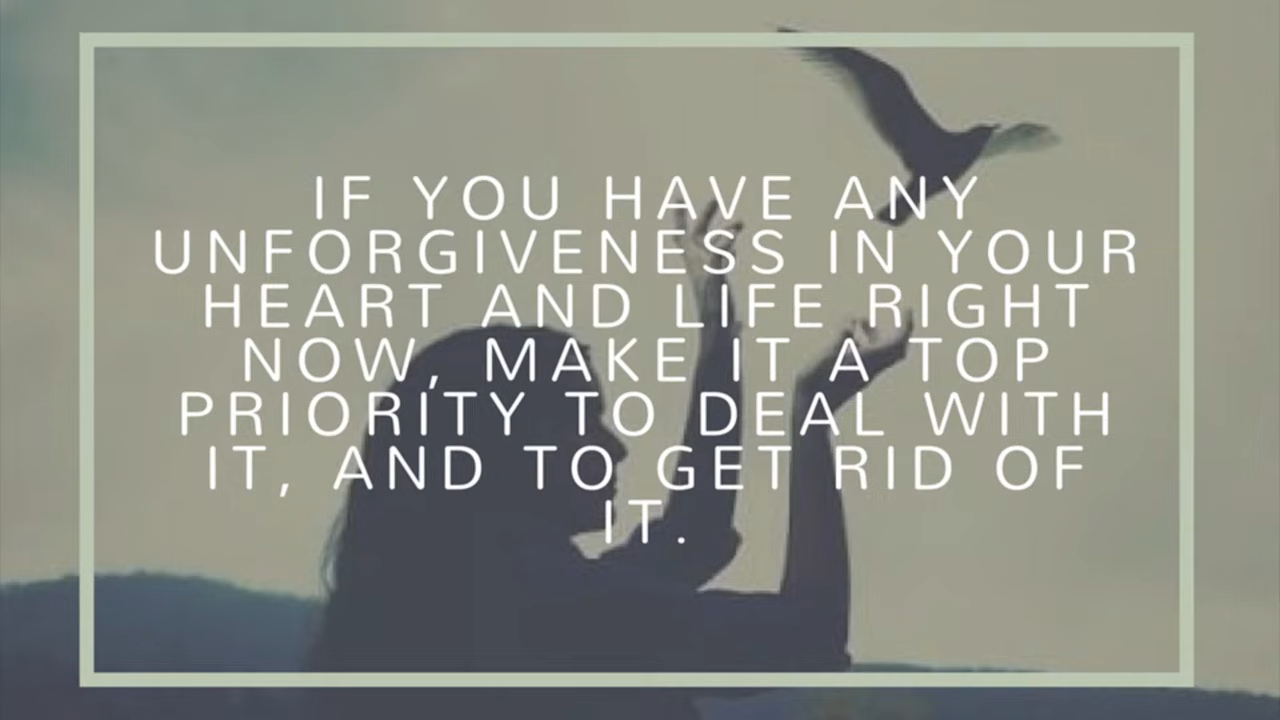 IF YOU HAVE ANY
UNFORGIVENESS IN YOUR
HEART AND LIFE RIGHT
NOW, MAKE IT A TOP
PRIORITY TO DEAL WITH
IT, AND TO GET RID OF
IT.